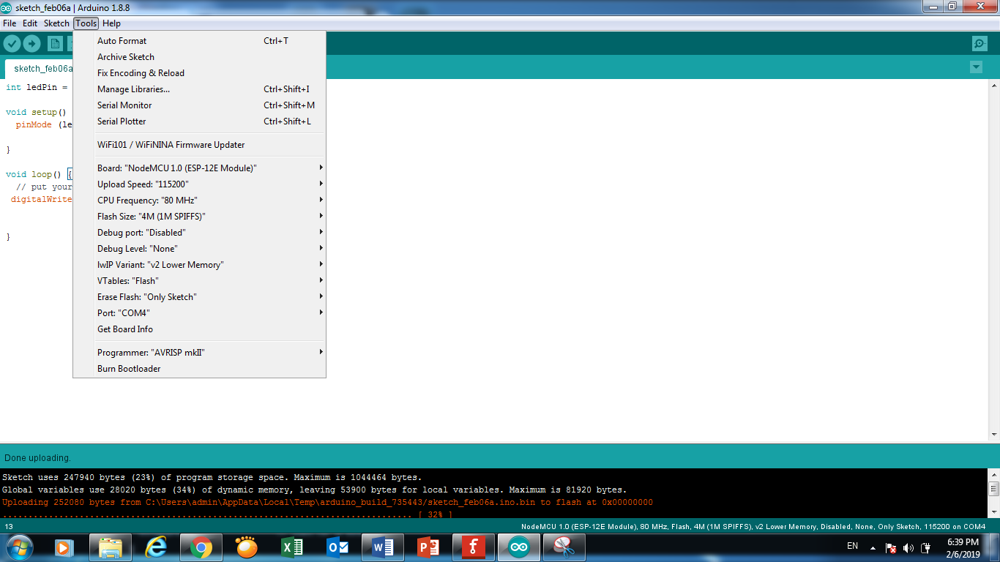 sketch_feb06a | Arduino 1.8.8
File Edit Sketch Tools Help
Auto Format Ctrl+T
Archive Sketch
Fix Encoding & Reload
Manage Libraries... Ctrl+Shift+I
Serial Monitor Ctrl+Shift+M
Serial Plotter Ctrl+Shift+L
WiFi101 / WiFiNINA Firmware Updater
Board: "NodeMCU 1.0 (ESP-12E Module)"
Upload Speed: "115200"
CPU Frequency: "80 MHz"
Flash Size: "4M (1M SPIFFS)"
Debug port: "Disabled"
Debug Level: "None"
lwIP Variant: "v2 Lower Memory"
VTables: "Flash"
Erase Flash: "Only Sketch"
Port: "COM4"
Get Board Info
Programmer: "AVRISP mkII"
Burn Bootloader
sketch_feb06a
int ledPin =
void setup()
pinMode (le
}
void loop() {
// put your
digitalWrite
}
Done uploading.
Sketch uses 247940 bytes (23%) of program storage space. Maximum is 1044464 bytes.
Global variables use 28020 bytes (34%) of dynamic memory, leaving 53900 bytes for local variables. Maximum is 81920 bytes.
Uploading 252080 bytes from C:\Users\admin\AppData\Local\Temp\arduino_build_735443/sketch_feb06a.ino.bin to flash at 0x00000000
................................................................................ [ 32% ]
13 NodeMCU 1.0 (ESP-12E Module), 80 MHz, Flash, 4M (1M SPIFFS), v2 Lower Memory, Disabled, None, Only Sketch, 115200 on COM4
EN 6:39 PM
2/6/2019